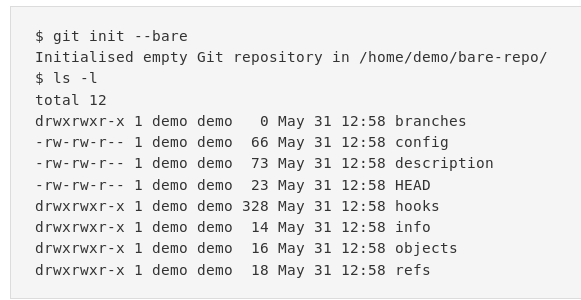 $ git init --bare
Initialised empty Git repository in /home/demo/bare-repo/
$ ls -l
total 12
drwxrwxr-x 1 demo demo   0 May 31 12:58 branches
-rw-rw-r-- 1 demo demo  66 May 31 12:58 config
-rw-rw-r-- 1 demo demo  73 May 31 12:58 description
-rw-rw-r-- 1 demo demo  23 May 31 12:58 HEAD
drwxrwxr-x 1 demo demo 328 May 31 12:58 hooks
drwxrwxr-x 1 demo demo  14 May 31 12:58 info
drwxrwxr-x 1 demo demo  16 May 31 12:58 objects
drwxrwxr-x 1 demo demo  18 May 31 12:58 refs